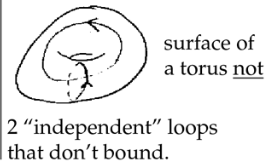 surface of
a torus not
2 “independent” loops
that don’t bound.